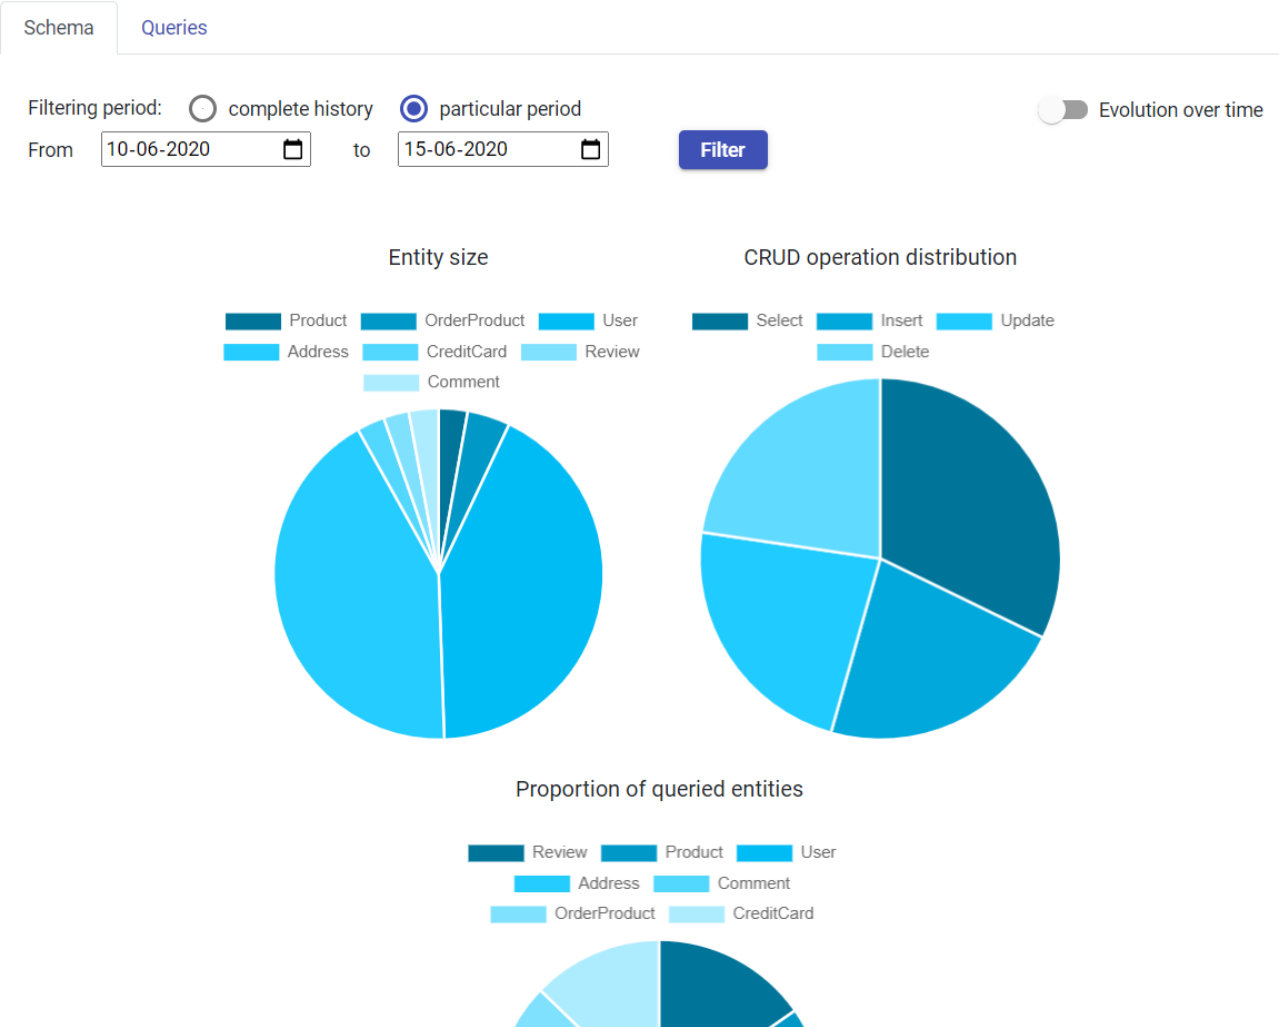 Schema Queries
Filtering period: complete history particular period Evolution over time
From 10-06-2020 to 15-06-2020 Filter
Entity size
Product OrderProduct User
Address CreditCard Review
Comment
CRUD operation distribution
Select Insert Update
Delete
Proportion of queried entities
Review Product User
Address Comment
OrderProduct CreditCard